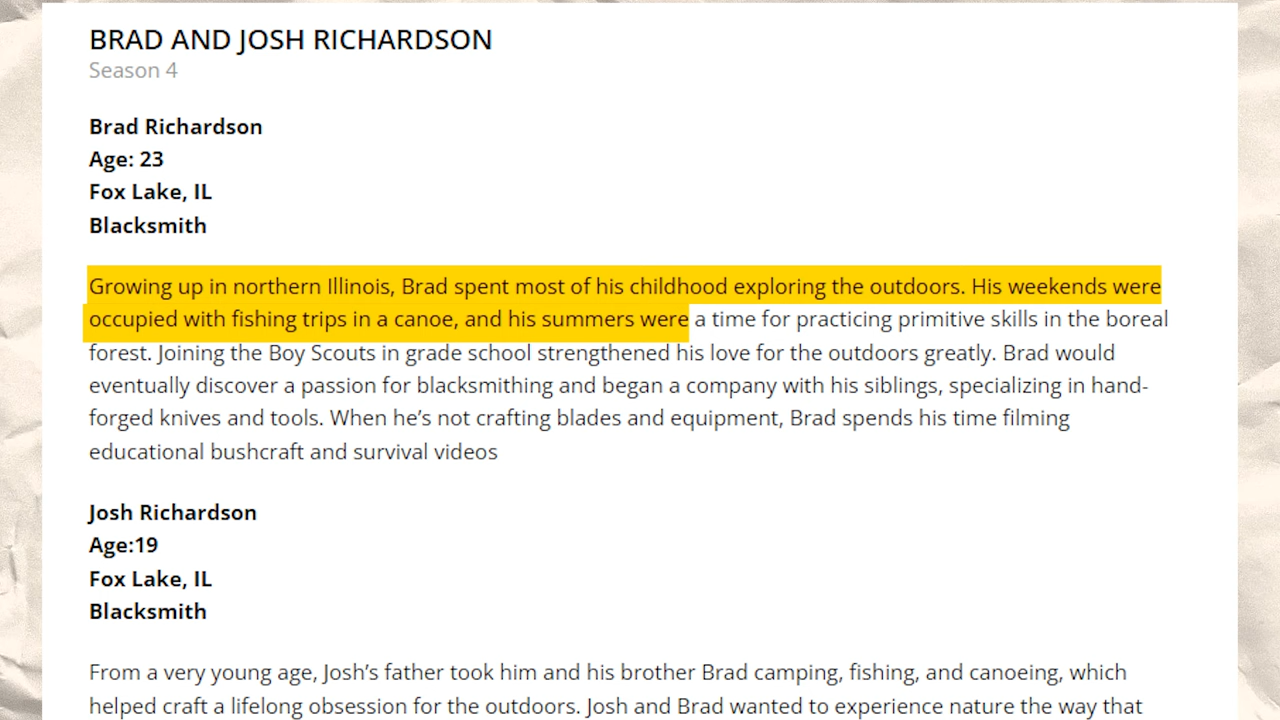 BRAD AND JOSH RICHARDSON
Season 4
Brad Richardson
Age: 23
Fox Lake, IL
Blacksmith
Growing up in northern Illinois, Brad spent most of his childhood exploring the outdoors. His weekends were
occupied with fishing trips in a canoe, and his summers were a time for practicing primitive skills in the boreal
forest. Joining the Boy Scouts in grade school strengthened his love for the outdoors greatly. Brad would
eventually discover a passion for blacksmithing and began a company with his siblings, specializing in hand-
forged knives and tools. When he’s not crafting blades and equipment, Brad spends his time filming
educational bushcraft and survival videos
Josh Richardson
Age:19
Fox Lake, IL
Blacksmith
From a very young age, Josh’s father took him and his brother Brad camping, fishing, and canoeing, which
helped craft a lifelong obsession for the outdoors. Josh and Brad wanted to experience nature the way that